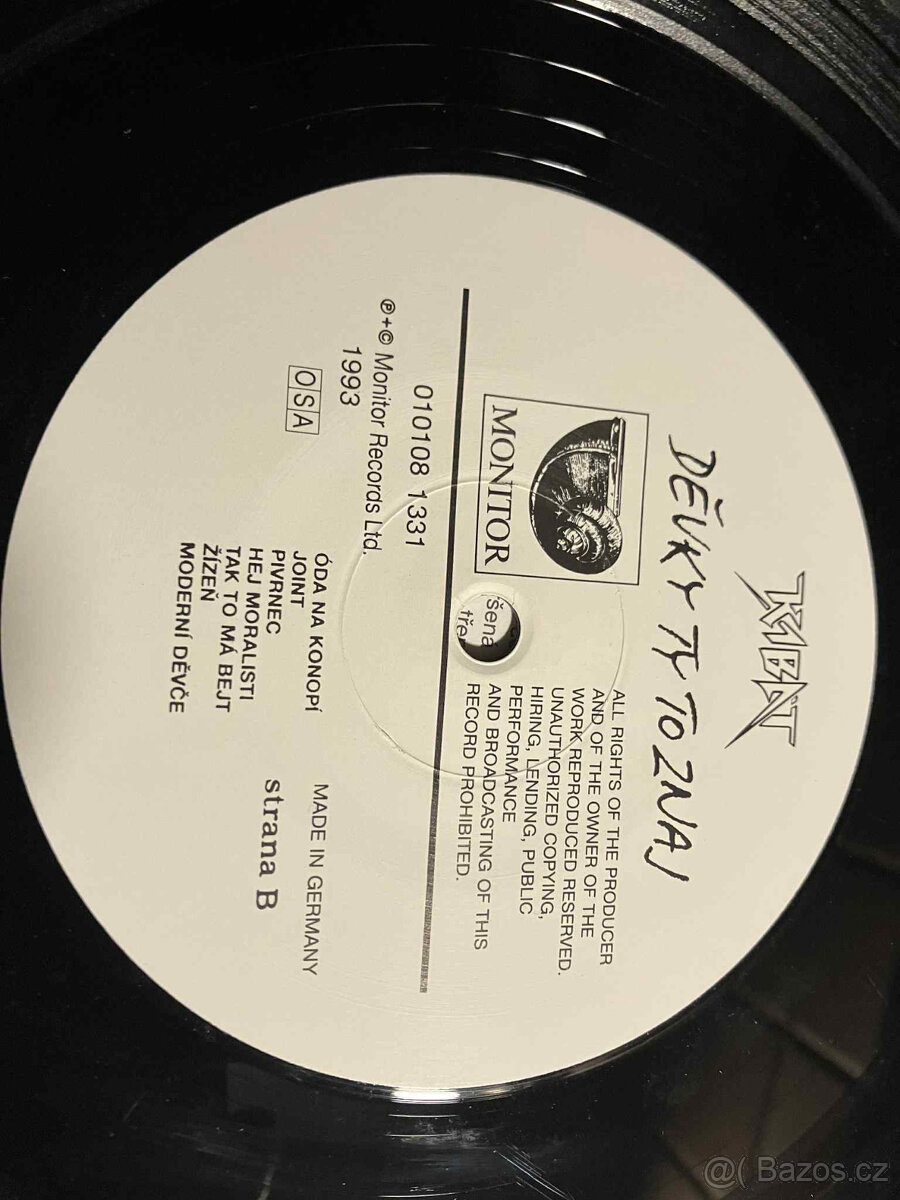 KABÁT
DĚVKY TY TO ZNAJ
MONITOR
ALL RIGHTS OF THE PRODUCER
AND OF THE OWNER OF THE
WORK REPRODUCED RESERVED.
UNAUTHORIZED COPYING,
HIRING, LENDING, PUBLIC
PERFORMANCE
AND BROADCASTING OF THIS
RECORD PROHIBITED.
šena
tře
010108 1331
℗+© Monitor Records Ltd.
1993
OSA
ÓDA NA KONOPÍ
JOINT
PIVRNEC
HEJ MORALISTI
TAK TO MÁ BEJT
ŽÍZEŇ
MODERNÍ DĚVČE
MADE IN GERMANY
strana B
@( Bazos.cz